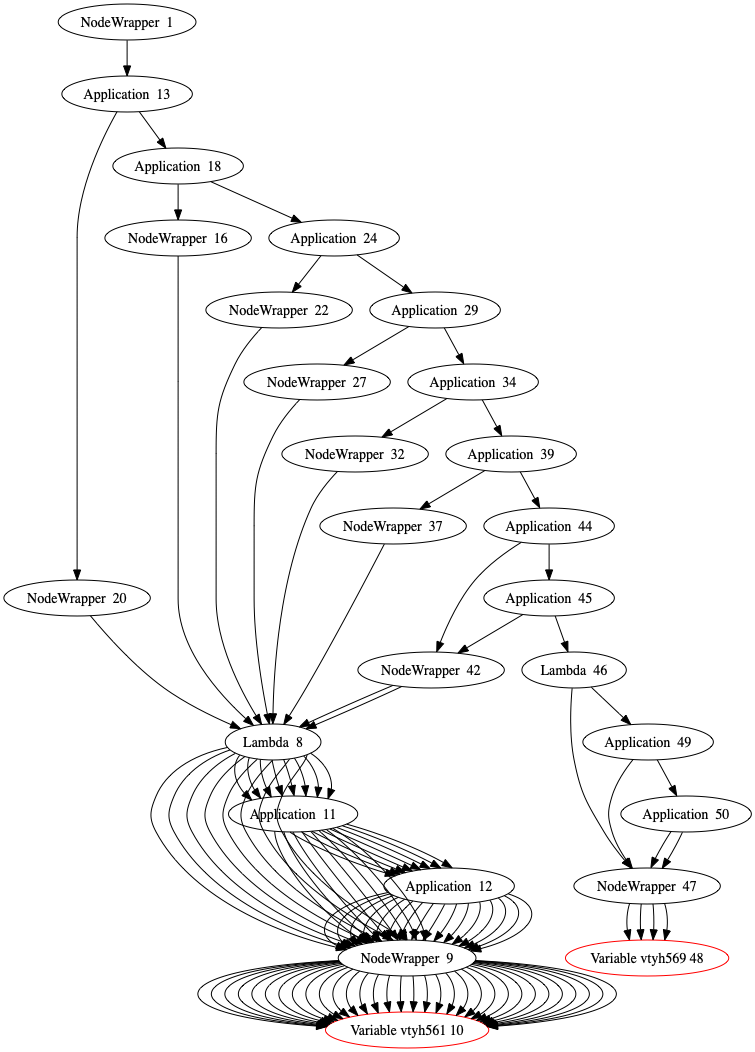 NodeWrapper 1
Application 13
Application 18
NodeWrapper 16
Application 24
NodeWrapper 22
Application 29
NodeWrapper 27
Application 34
NodeWrapper 32
Application 39
NodeWrapper 37
Application 44
NodeWrapper 20
Application 45
NodeWrapper 42
Lambda 46
Lambda 8
Application 49
Application 11
Application 50
Application 12
NodeWrapper 47
NodeWrapper 9
Variable vtyh569 48
Variable vtyh561 10